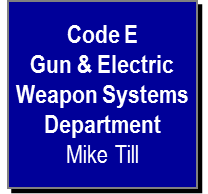 Code E
Gun & Electric
Weapon Systems
Department
Mike Till